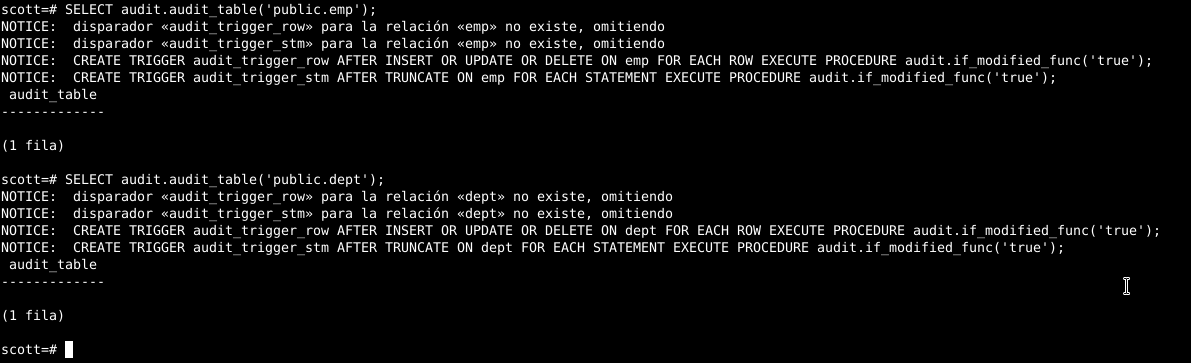 scott=# SELECT audit.audit_table('public.emp');
NOTICE:  disparador «audit_trigger_row» para la relación «emp» no existe, omitiendo
NOTICE:  disparador «audit_trigger_stm» para la relación «emp» no existe, omitiendo
NOTICE:  CREATE TRIGGER audit_trigger_row AFTER INSERT OR UPDATE OR DELETE ON emp FOR EACH ROW EXECUTE PROCEDURE audit.if_modified_func('true');
NOTICE:  CREATE TRIGGER audit_trigger_stm AFTER TRUNCATE ON emp FOR EACH STATEMENT EXECUTE PROCEDURE audit.if_modified_func('true');
 audit_table
-------------
(1 fila)
scott=# SELECT audit.audit_table('public.dept');
NOTICE:  disparador «audit_trigger_row» para la relación «dept» no existe, omitiendo
NOTICE:  disparador «audit_trigger_stm» para la relación «dept» no existe, omitiendo
NOTICE:  CREATE TRIGGER audit_trigger_row AFTER INSERT OR UPDATE OR DELETE ON dept FOR EACH ROW EXECUTE PROCEDURE audit.if_modified_func('true');
NOTICE:  CREATE TRIGGER audit_trigger_stm AFTER TRUNCATE ON dept FOR EACH STATEMENT EXECUTE PROCEDURE audit.if_modified_func('true');
 audit_table
-------------
(1 fila)
scott=#